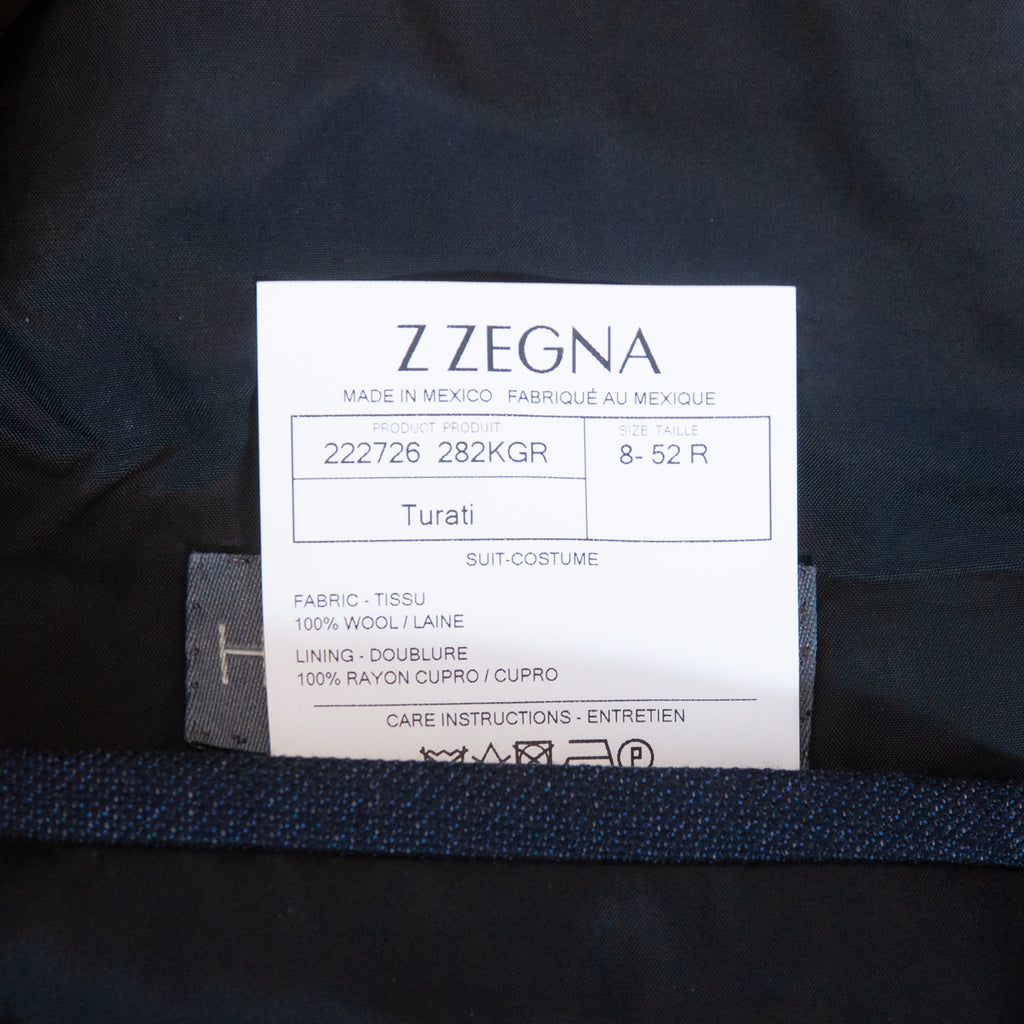 Z ZEGNA
MADE IN MEXICO FABRIQUÉ AU MEXIQUE
PRODUCT PRODUIT
222726 282KGR
SIZE TAILLE
8- 52 R
Turati
SUIT-COSTUME
FABRIC - TISSU
100% WOOL / LAINE
LINING - DOUBLURE
100% RAYON CUPRO / CUPRO
CARE INSTRUCTIONS - ENTRETIEN
P